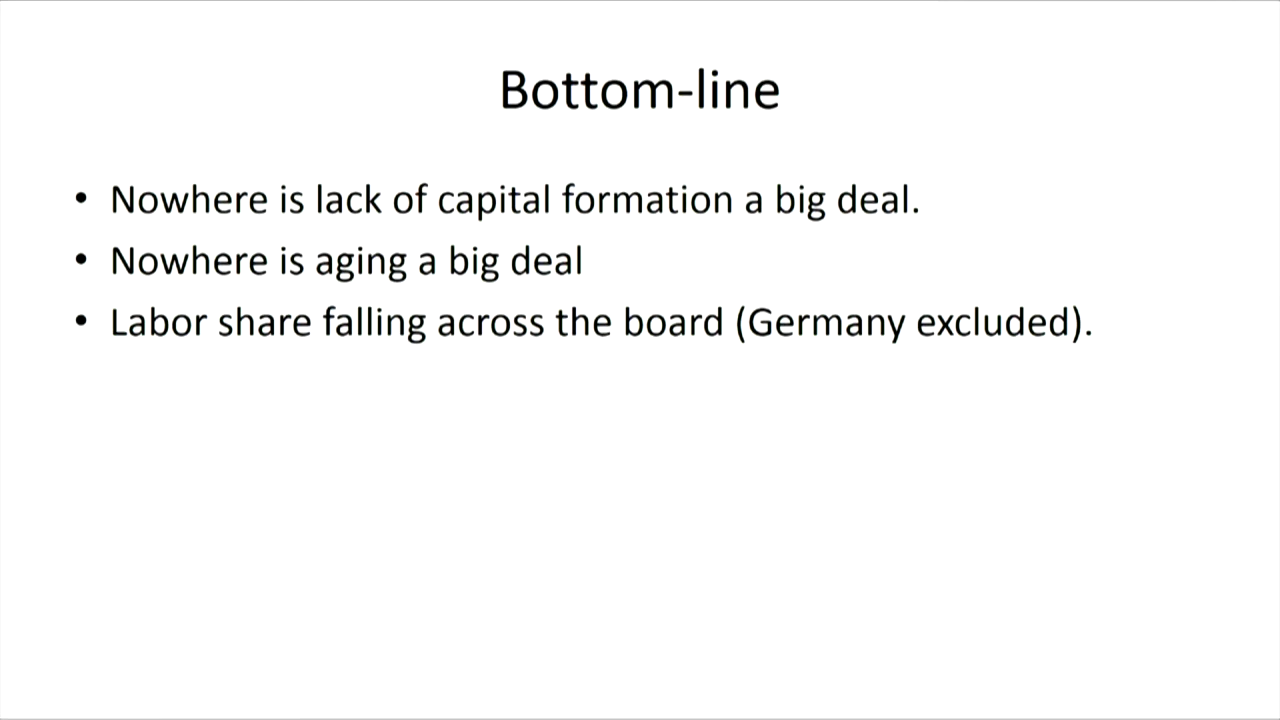 Bottom-line
• Nowhere is lack of capital formation a big deal.
• Nowhere is aging a big deal
• Labor share falling across the board (Germany excluded).